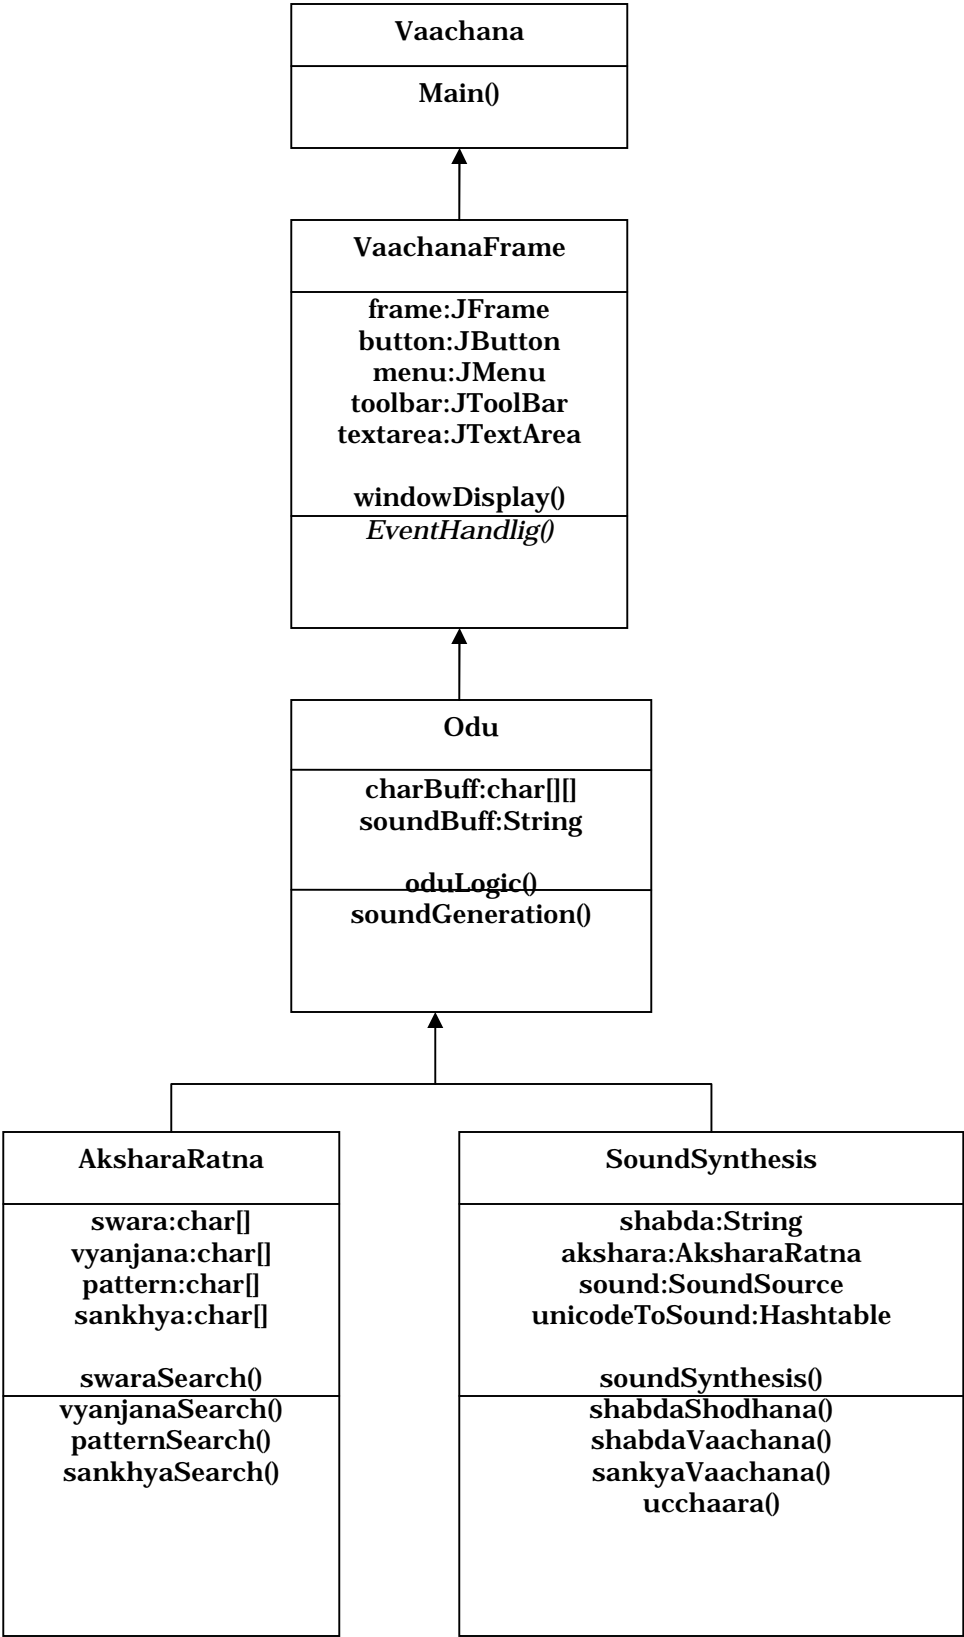 Vaachana
Main()
VaachanaFrame
frame:JFrame
button:JButton
menu:JMenu
toolbar:JToolBar
textarea:JTextArea
windowDisplay()
EventHandlig()
Odu
charBuff:char[][]
soundBuff:String
oduLogic()
soundGeneration()
AksharaRatna
swara:char[]
vyanjana:char[]
pattern:char[]
sankhya:char[]
swaraSearch()
vyanjanaSearch()
patternSearch()
sankhyaSearch()
SoundSynthesis
shabda:String
akshara:AksharaRatna
sound:SoundSource
unicodeToSound:Hashtable
soundSynthesis()
shabdaShodhana()
shabdaVaachana()
sankyaVaachana()
ucchaara()